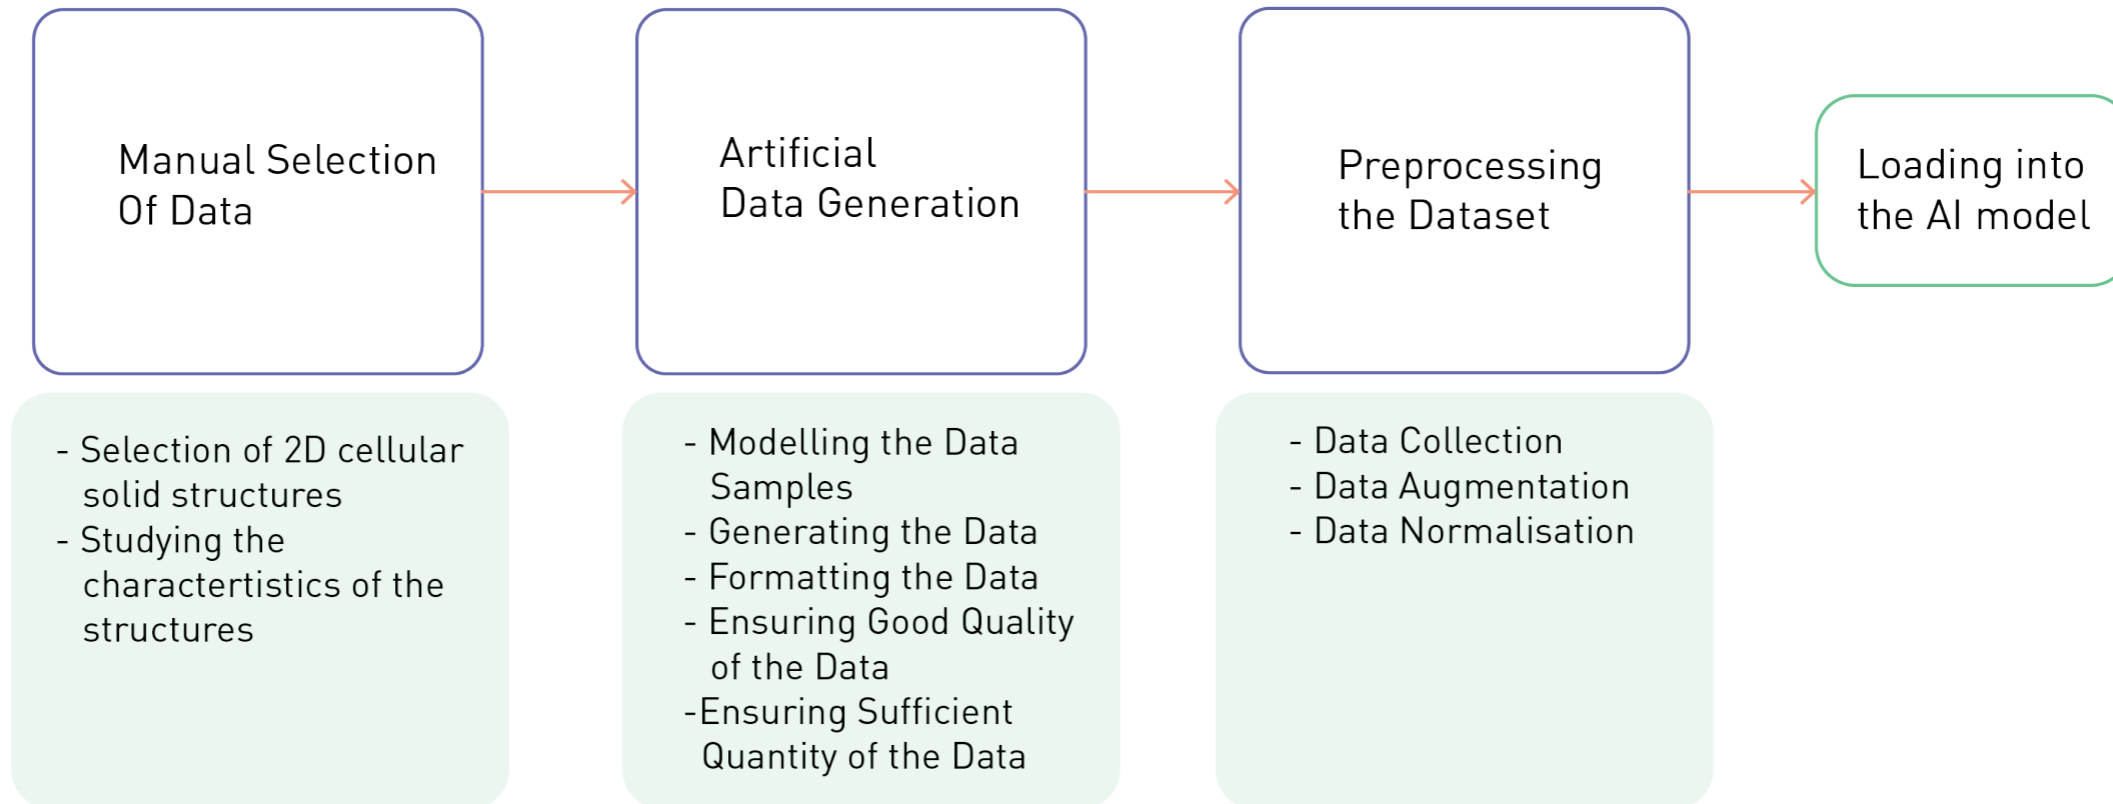 Manual Selection
Of Data
Artificial
Data Generation
Preprocessing
the Dataset
Loading into
the AI model
- Selection of 2D cellular
solid structures
- Studying the
charactertistics of the
structures
- Modelling the Data
Samples
- Generating the Data
- Formatting the Data
- Ensuring Good Quality
of the Data
-Ensuring Sufficient
Quantity of the Data
- Data Collection
- Data Augmentation
- Data Normalisation